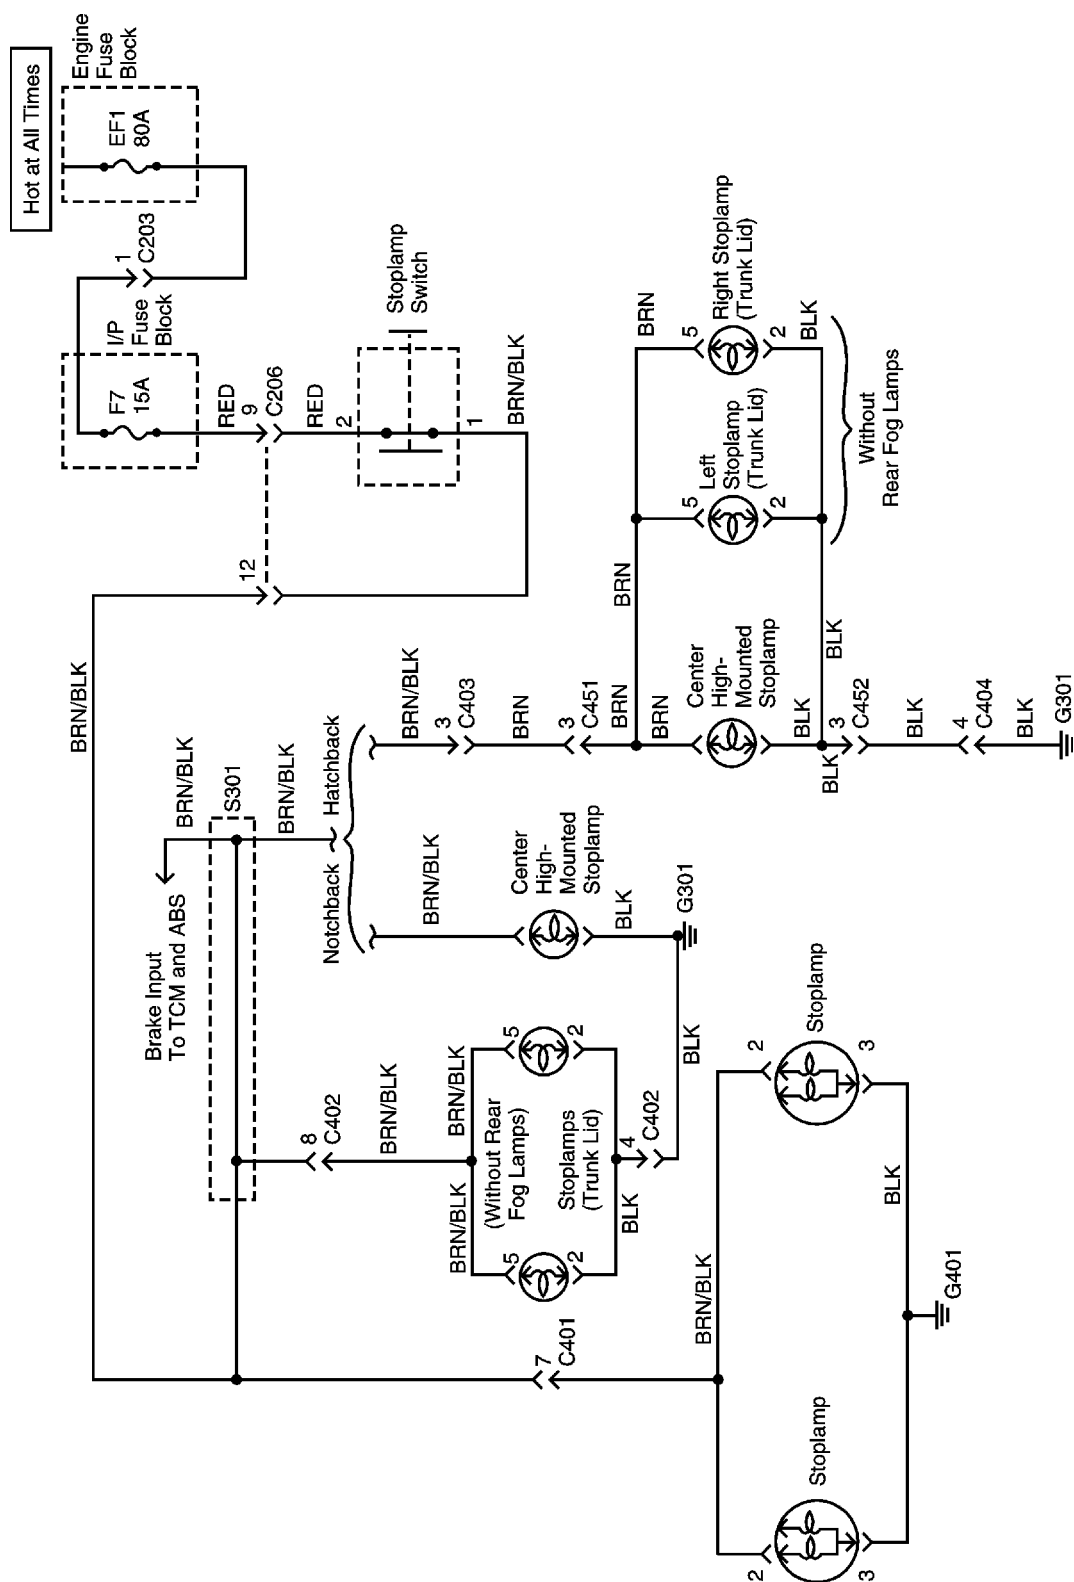 Hot at All Times
Engine
Fuse
Block
EF1
80A
1
C203
I/P
Fuse
Block
F7
15A
RED
9
C206
RED
2
Stoplamp
Switch
1
BRN/BLK
12
BRN/BLK
BRN/BLK
Brake Input
To TCM and ABS
S301
BRN/BLK
Notchback
Hatchback
8
C402
BRN/BLK
BRN/BLK
BRN/BLK
5
5
(Without Rear
Fog Lamps)
Stoplamps
(Trunk Lid)
2
2
BLK
4
C402
BLK
BRN/BLK
Center
High-
Mounted
Stoplamp
BLK
G301
BRN/BLK
3
C403
BRN
3
C451
BRN
BRN
BRN
BRN
Center
High-
Mounted
Stoplamp
BLK
BLK
BLK
3
C452
BLK
4
C404
BLK
G301
5
Left
Stoplamp
(Trunk Lid)
2
5
Right Stoplamp
(Trunk Lid)
2
BLK
Without
Rear Fog Lamps
7
C401
BRN/BLK
2
Stoplamp
3
2
Stoplamp
3
BLK
G401